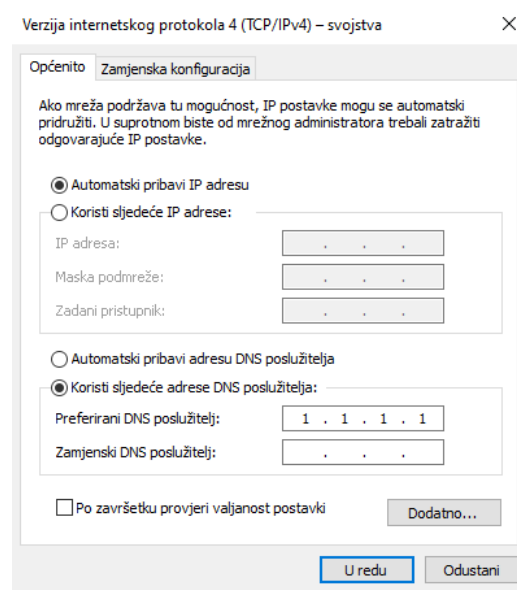 Verzija internetskog protokola 4 (TCP/IPv4) – svojstva
Općenito
Zamjenska konfiguracija
Ako mreža podržava tu mogućnost, IP postavke mogu se automatski
pridružiti. U suprotnom biste od mrežnog administratora trebali zatražiti
odgovarajuće IP postavke.
Automatski pribavi IP adresu
Koristi sljedeće IP adrese:
IP adresa:
. . .
Maska podmreže:
. . .
Zadani pristupnik:
. . .
Automatski pribavi adresu DNS poslužitelja
Koristi sljedeće adrese DNS poslužitelja:
Preferirani DNS poslužitelj:
1 . 1 . 1 . 1
Zamjenski DNS poslužitelj:
. . .
Po završetku provjeri valjanost postavki
Dodatno...
U redu
Odustani